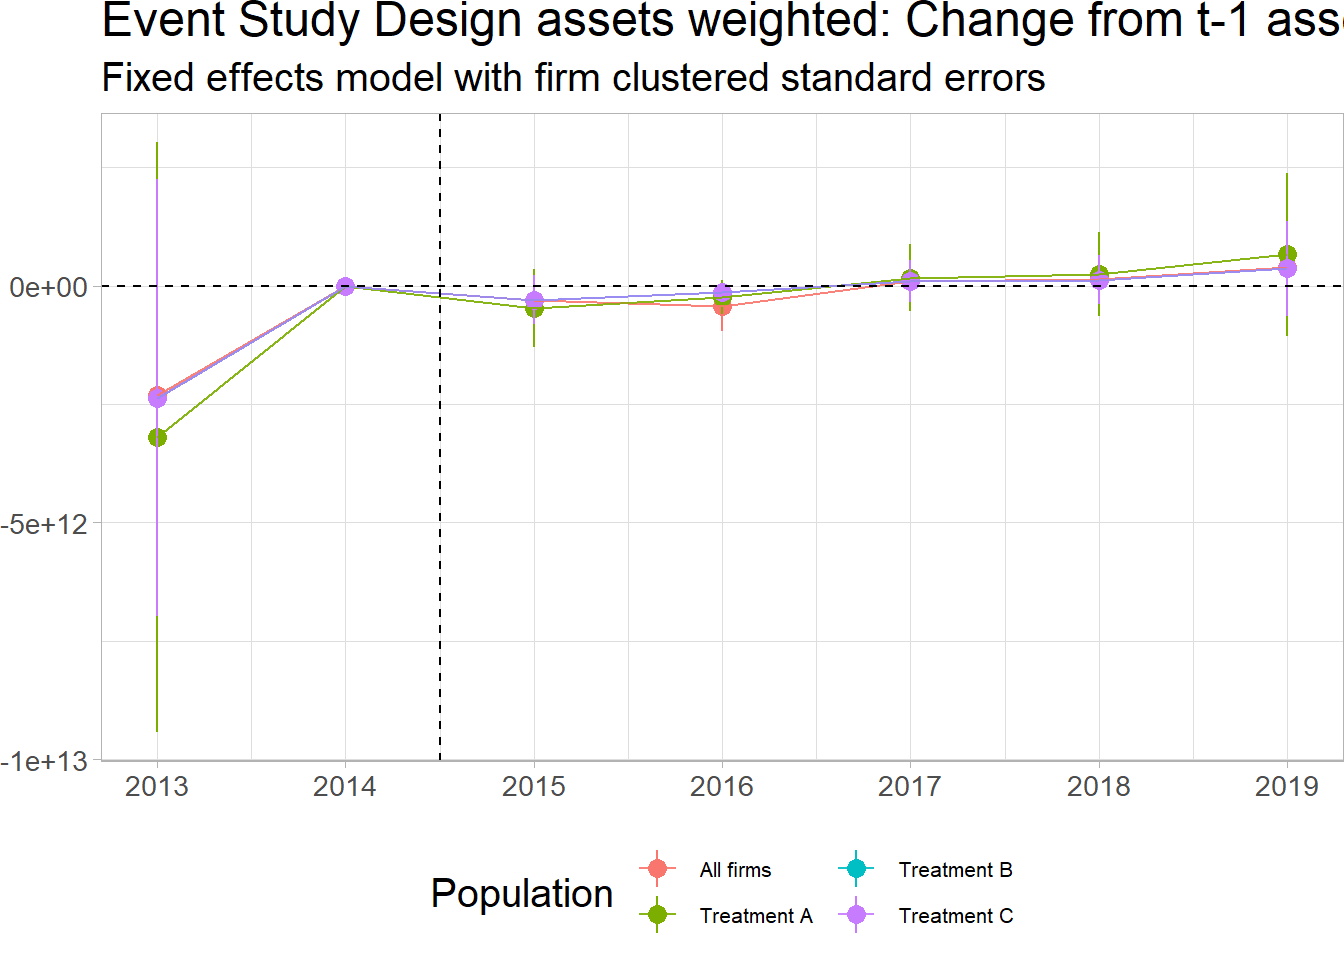 Event Study Design assets weighted: Change from t-1
Fixed effects model with firm clustered standard errors
0e+00
-5e+12
-1e+13
2013 2014 2015 2016 2017 2018 2019
Population
All firms
Treatment A
Treatment B
Treatment C